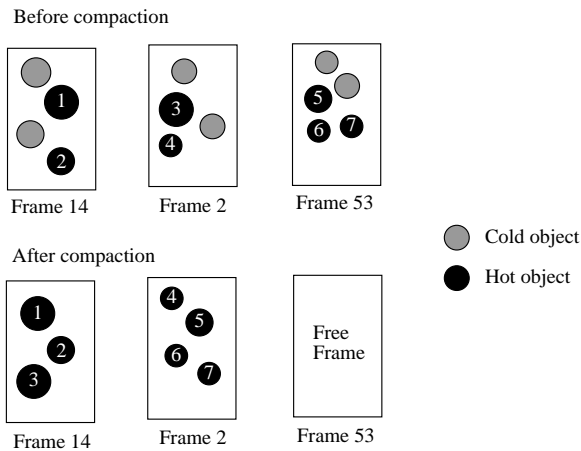 Before compaction
1
2
3
4
5
6 7
Frame 14 Frame 2 Frame 53
Cold object
Hot object
After compaction
1
2
3
4
5
6
7
Free
Frame
Frame 14 Frame 2 Frame 53